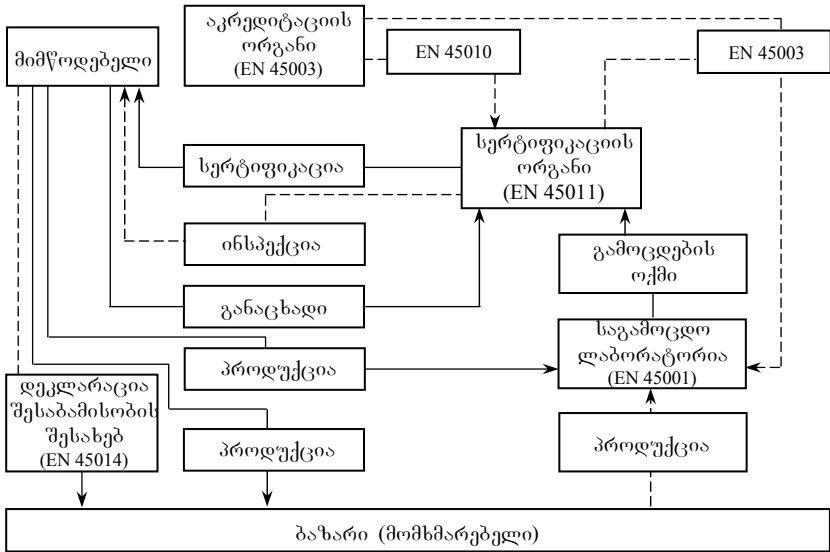 აკრედიტაციის
ორგანი
(EN 45003)
მიმწოდებელი
EN 45010
EN 45003
სერტიფიკაციის
ორგანი
(EN 45011)
სერტიფიკაცია
ინსპექცია
გამოცდების
ოქმი
განაცხადი
საგამოცდო
ლაბორატორია
(EN 45001)
პროდუქცია
დეკლარაცია
შესაბამისობის
შესახებ
(EN 45014)
პროდუქცია
პროდუქცია
ბაზარი (მომხმარებელი)